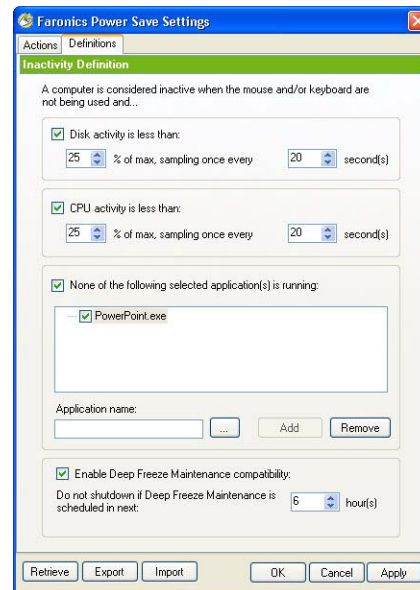 Faronics Power Save Settings
Actions Definitions
Inactivity Definition
A computer is considered inactive when the mouse and/or keyboard are
not being used and...
Disk activity is less than:
25 % of max, sampling once every 20 second(s)
CPU activity is less than:
25 % of max, sampling once every 20 second(s)
None of the following selected application(s) is running:
PowerPoint.exe
Application name:
... Add Remove
Enable Deep Freeze Maintenance compatibility:
Do not shutdown if Deep Freeze Maintenance is
scheduled in next: 6 hour(s)
Retrieve Export Import OK Cancel Apply